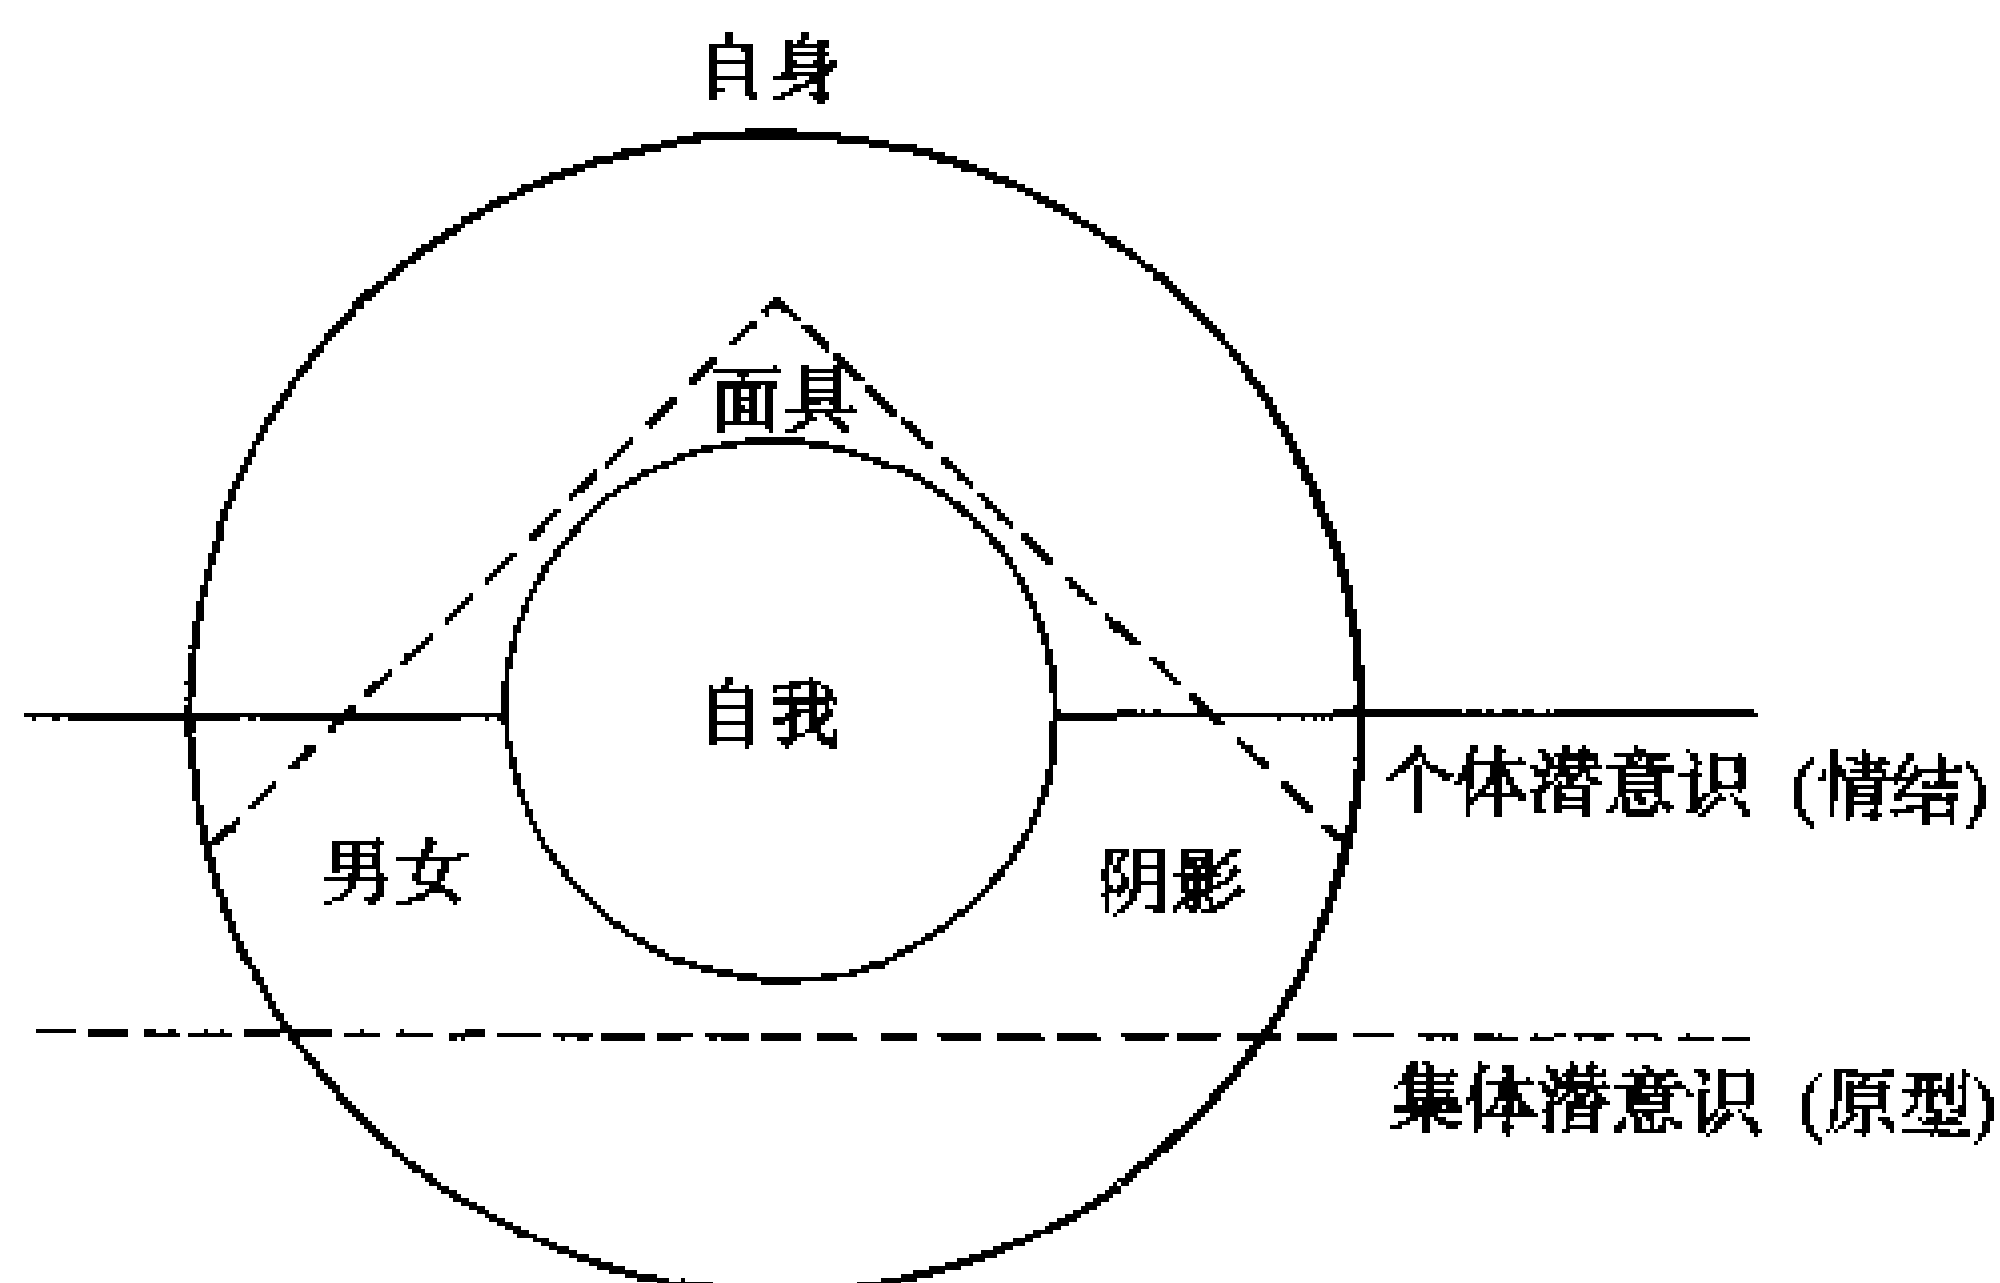 自身
面具
自我
个体潜意识 (情结)
男女
阴影
集体潜意识 (原型)